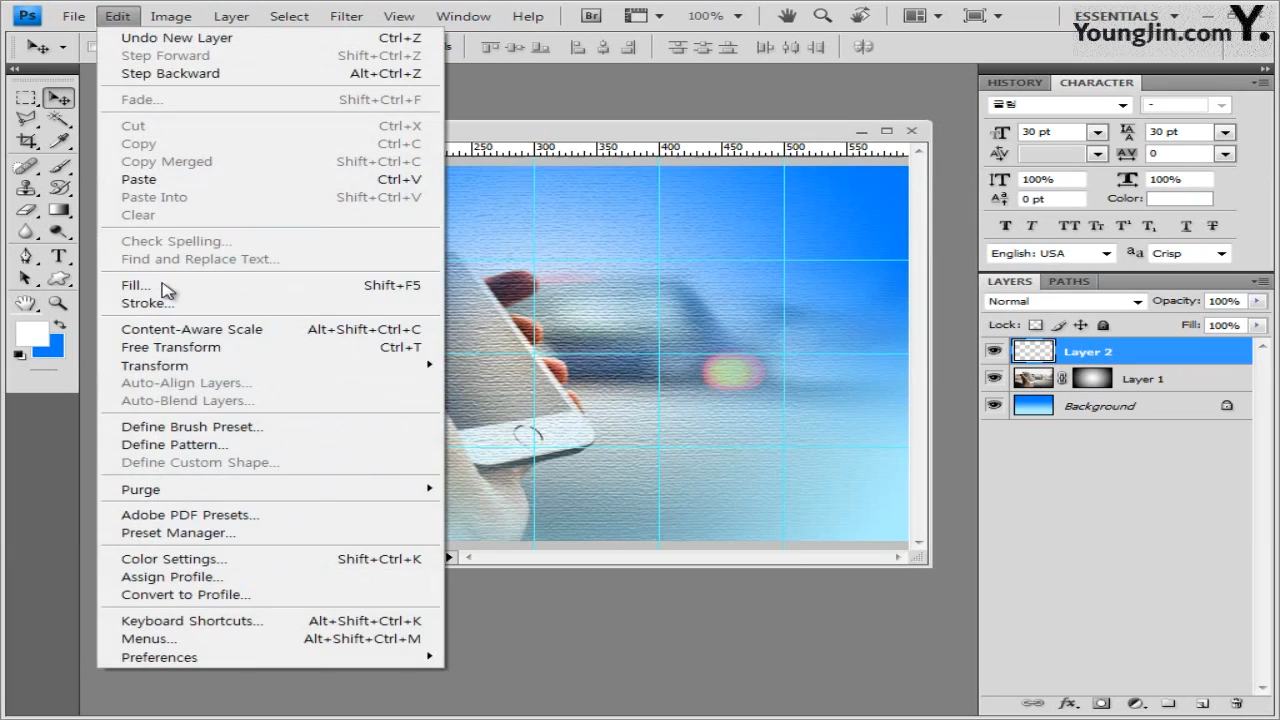 Ps File Edit Image Layer Select Filter View Window Help Br 100% ESSENTIALS
Y.
YoungJin.com
Undo New Layer Ctrl+Z
Step Forward Shift+Ctrl+Z
Step Backward Alt+Ctrl+Z
Fade... Shift+Ctrl+F
Cut Ctrl+X
Copy Ctrl+C
Copy Merged Shift+Ctrl+C
Paste Ctrl+V
Paste Into Shift+Ctrl+V
Clear
Check Spelling...
Find and Replace Text...
Fill... Shift+F5
Stroke...
Content-Aware Scale Alt+Shift+Ctrl+C
Free Transform Ctrl+T
Transform
Auto-Align Layers...
Auto-Blend Layers...
Define Brush Preset...
Define Pattern...
Define Custom Shape...
Purge
Adobe PDF Presets...
Preset Manager...
Color Settings... Shift+Ctrl+K
Assign Profile...
Convert to Profile...
Keyboard Shortcuts... Alt+Shift+Ctrl+K
Menus... Alt+Shift+Ctrl+M
Preferences
250 300 350 400 450 500 550
HISTORY CHARACTER
굴림 -
30 pt 30 pt
0
100% 100%
0 pt Color:
T T TT Tr T¹ T, T T
English: USA aa Crisp
LAYERS PATHS
Normal Opacity: 100%
Lock: Fill: 100%
Layer 2
Layer 1
Background